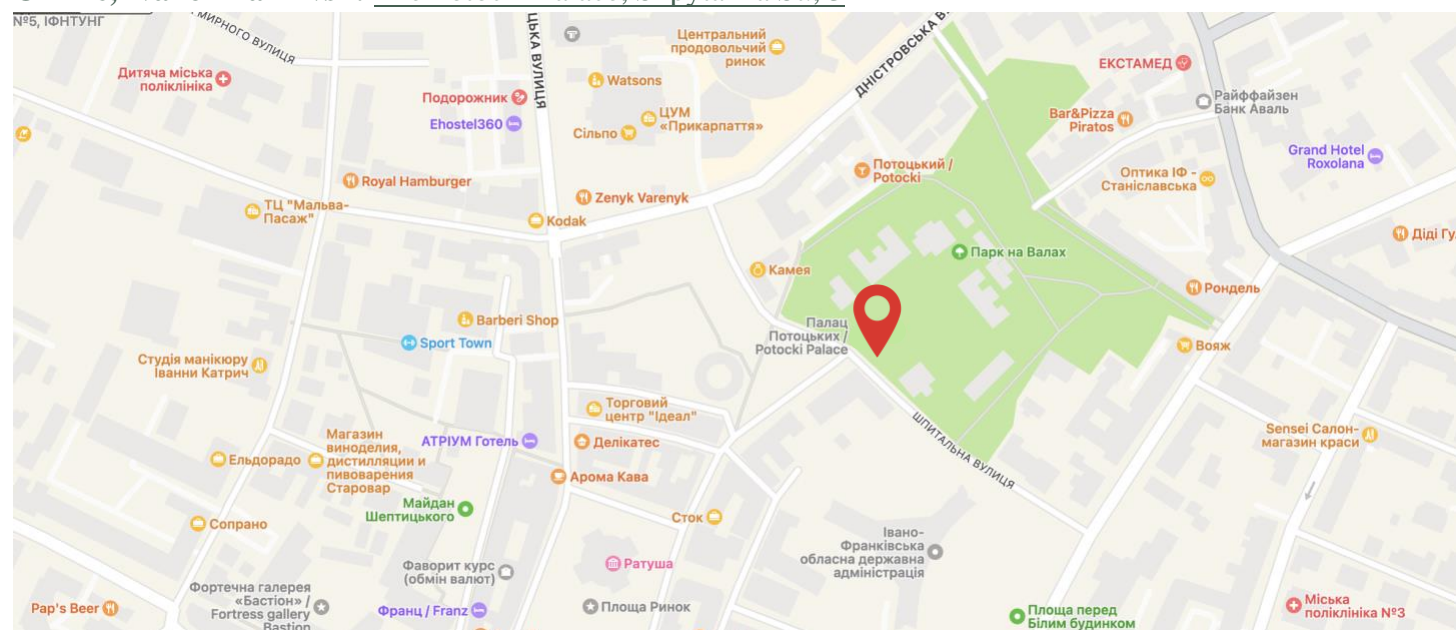 №5, ІФНТУНГ
МИРНОГО ВУЛИЦЯ
ЦЬКА ВУЛИЦЯ
Центральний
продовольчий
ринок
ДНІСТРОВСЬКА В
ЕКСТАМЕД
Дитяча міська
поліклініка
Подорожник
Ehostel360
Watsons
ЦУМ
«Прикарпаття»
Сільпо
Райффайзен
Банк Аваль
Bar&Pizza
Piratos
Grand Hotel
Roxolana
Потоцький /
Potocki
Оптика ІФ -
Станіславська
Royal Hamburger
Zenyk Varenyk
ТЦ "Мальва-
Пасаж"
Kodak
Діді Гу
Парк на Валах
Камея
Рондель
Barberi Shop
Палац
Потоцьких /
Potocki Palace
Sport Town
Вояж
Студія манікюру
Іванни Катрич
Торговий
центр "Ідеал"
ШПИТАЛЬНА ВУЛИЦЯ
Sensei Салон-
магазин краси
Магазин
виноделия,
дистилляции и
пивоварения
Старовар
АТРІУМ Готель
Делікатес
Ельдорадо
Арома Кава
Майдан
Шептицького
Сопрано
Сток
Івано-
Франківська
обласна державна
адміністрація
Фаворит курс
(обмін валют)
Ратуша
Фортечна галерея
«Бастіон» /
Fortress gallery
Bastion
Pap's Beer
Франц / Franz
Площа Ринок
Площа перед
Білим будинком
Міська
поліклініка №3